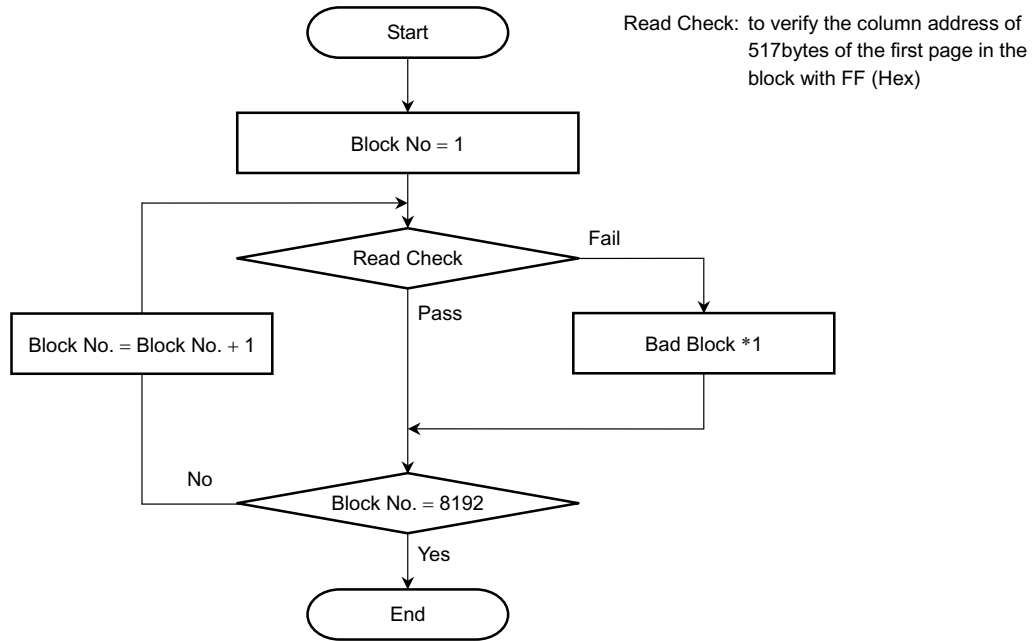 Start
Read Check: to verify the column address of
517bytes of the first page in the
block with FF (Hex)
Block No = 1
Read Check
Fail
Pass
Block No. = Block No. + 1
Bad Block *1
No
Block No. = 8192
Yes
End